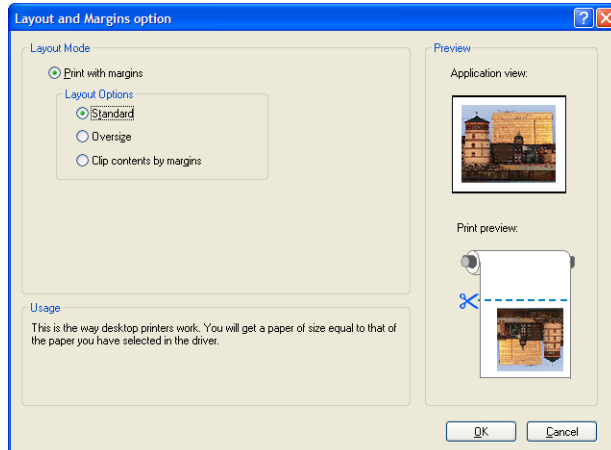 Layout and Margins option
Layout Mode
Print with margins
Layout Options
Standard
Oversize
Clip contents by margins
Usage
This is the way desktop printers work. You will get a paper of size equal to that of
the paper you have selected in the driver.
Preview
Application view:
Print preview:
OK
Cancel